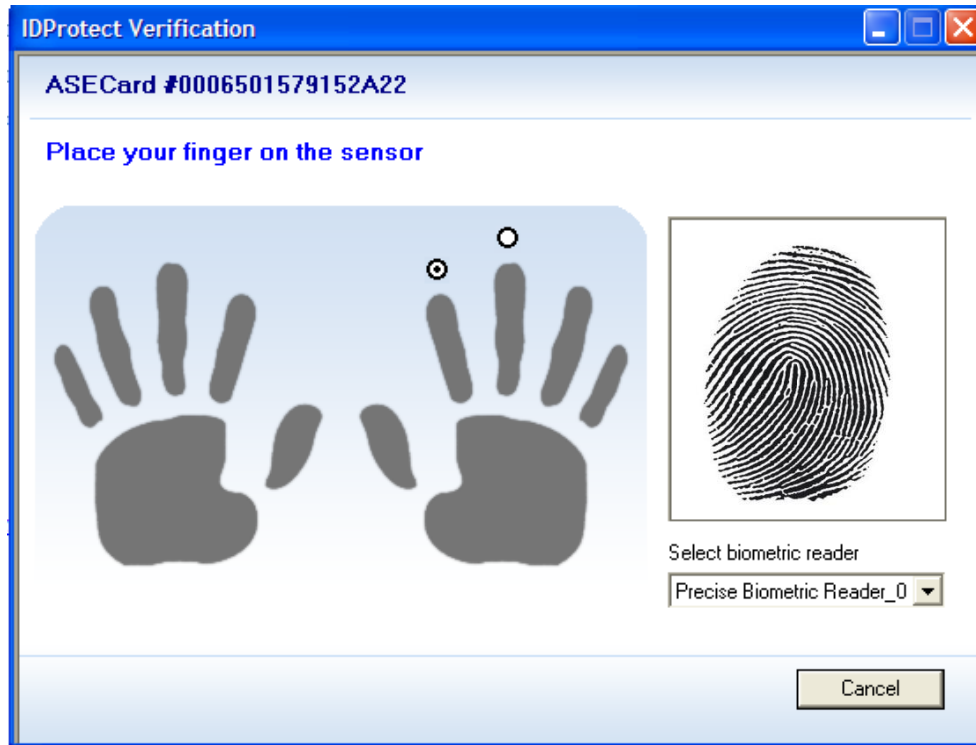 IDProtect Verification
ASECard #0006501579152A22
Place your finger on the sensor
Select biometric reader
Precise Biometric Reader_0
Cancel